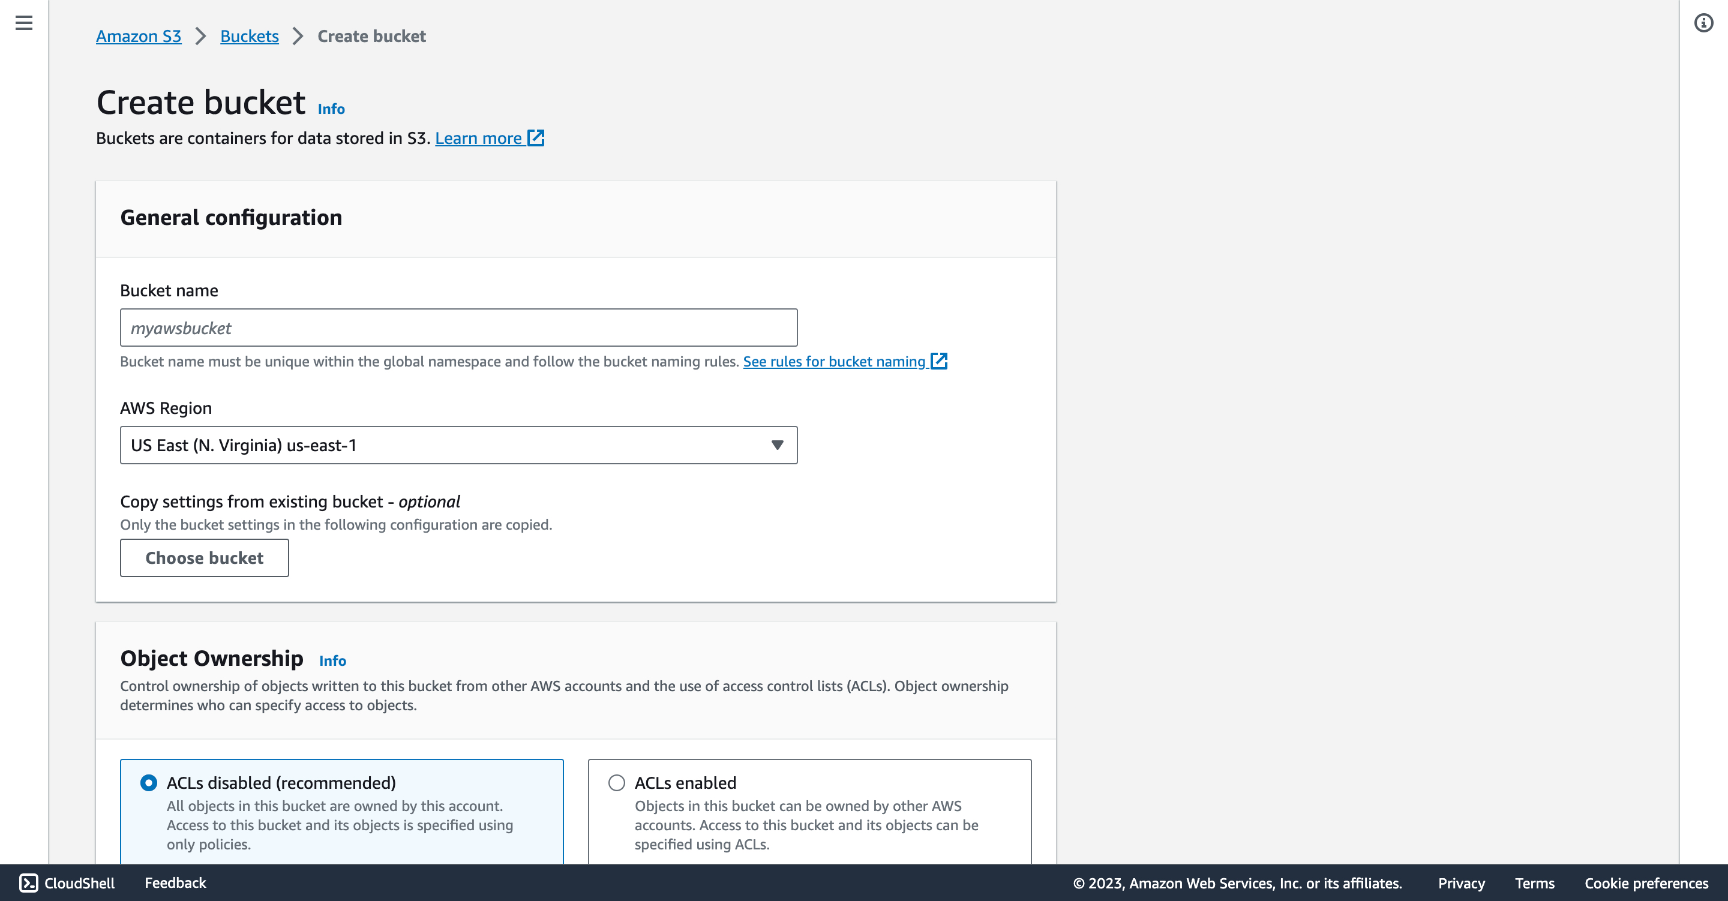 Amazon S3 > Buckets > Create bucket
Create bucket Info
Buckets are containers for data stored in S3. Learn more
General configuration
Bucket name
myawsbucket
Bucket name must be unique within the global namespace and follow the bucket naming rules. See rules for bucket naming
AWS Region
US East (N. Virginia) us-east-1
Copy settings from existing bucket - optional
Only the bucket settings in the following configuration are copied.
Choose bucket
Object Ownership Info
Control ownership of objects written to this bucket from other AWS accounts and the use of access control lists (ACLs). Object ownership
determines who can specify access to objects.
ACLs disabled (recommended)
All objects in this bucket are owned by this account.
Access to this bucket and its objects is specified using
only policies.
ACLs enabled
Objects in this bucket can be owned by other AWS
accounts. Access to this bucket and its objects can be
specified using ACLs.
CloudShell Feedback © 2023, Amazon Web Services, Inc. or its affiliates. Privacy Terms Cookie preferences